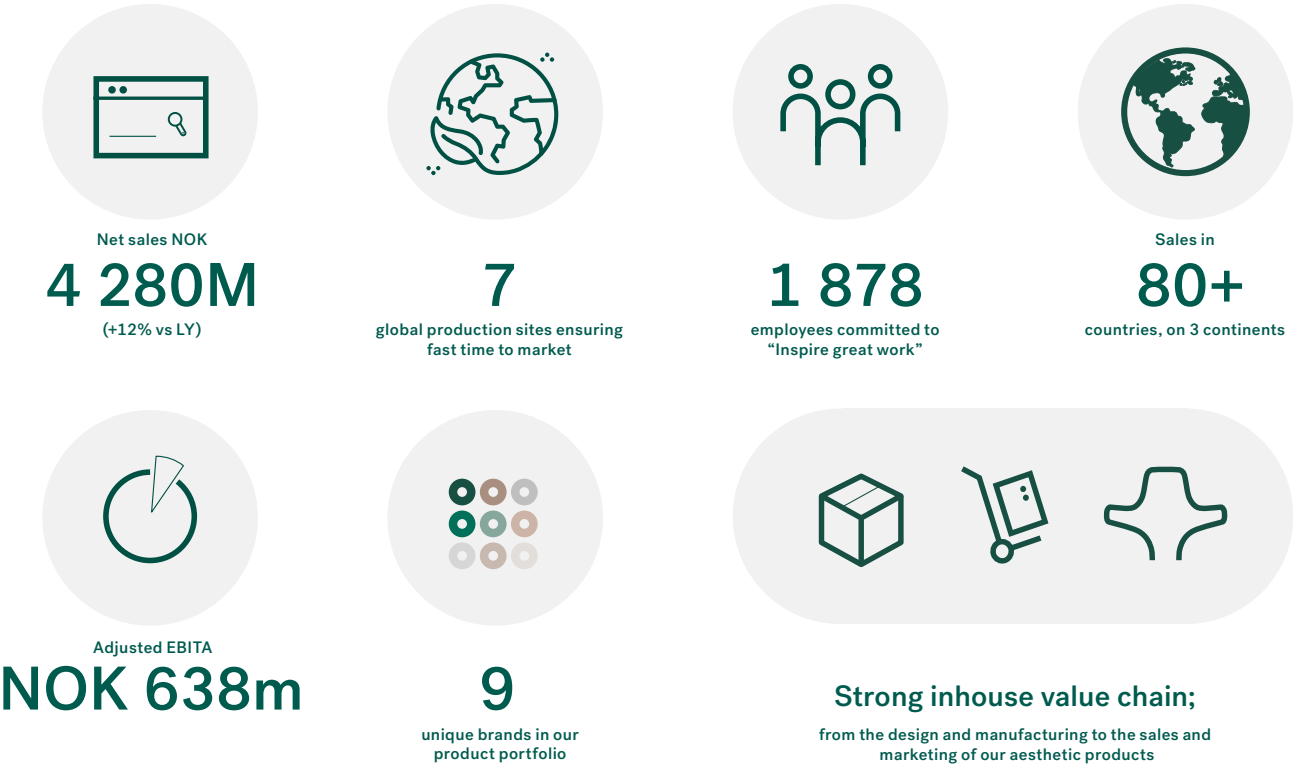 Net sales NOK
4 280M
(+12% vs LY)
7
global production sites ensuring
fast time to market
1 878
employees committed to
“Inspire great work”
Sales in
80+
countries, on 3 continents
Adjusted EBITA
NOK 638m
9
unique brands in our
product portfolio
Strong inhouse value chain;
from the design and manufacturing to the sales and
marketing of our aesthetic products